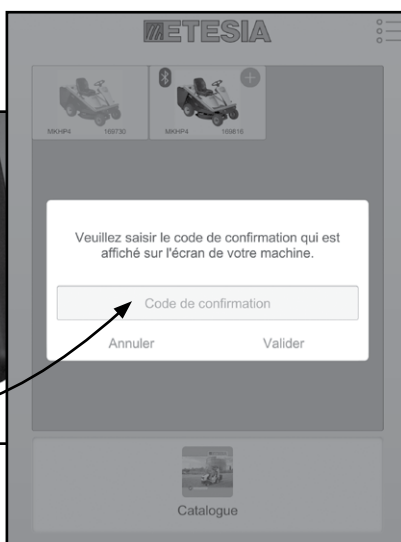 ETESIA
MKHP4 169730 MKHP4 169816
Veuillez saisir le code de confirmation qui est
affiché sur l'écran de votre machine.
Code de confirmation
Annuler Valider
Catalogue